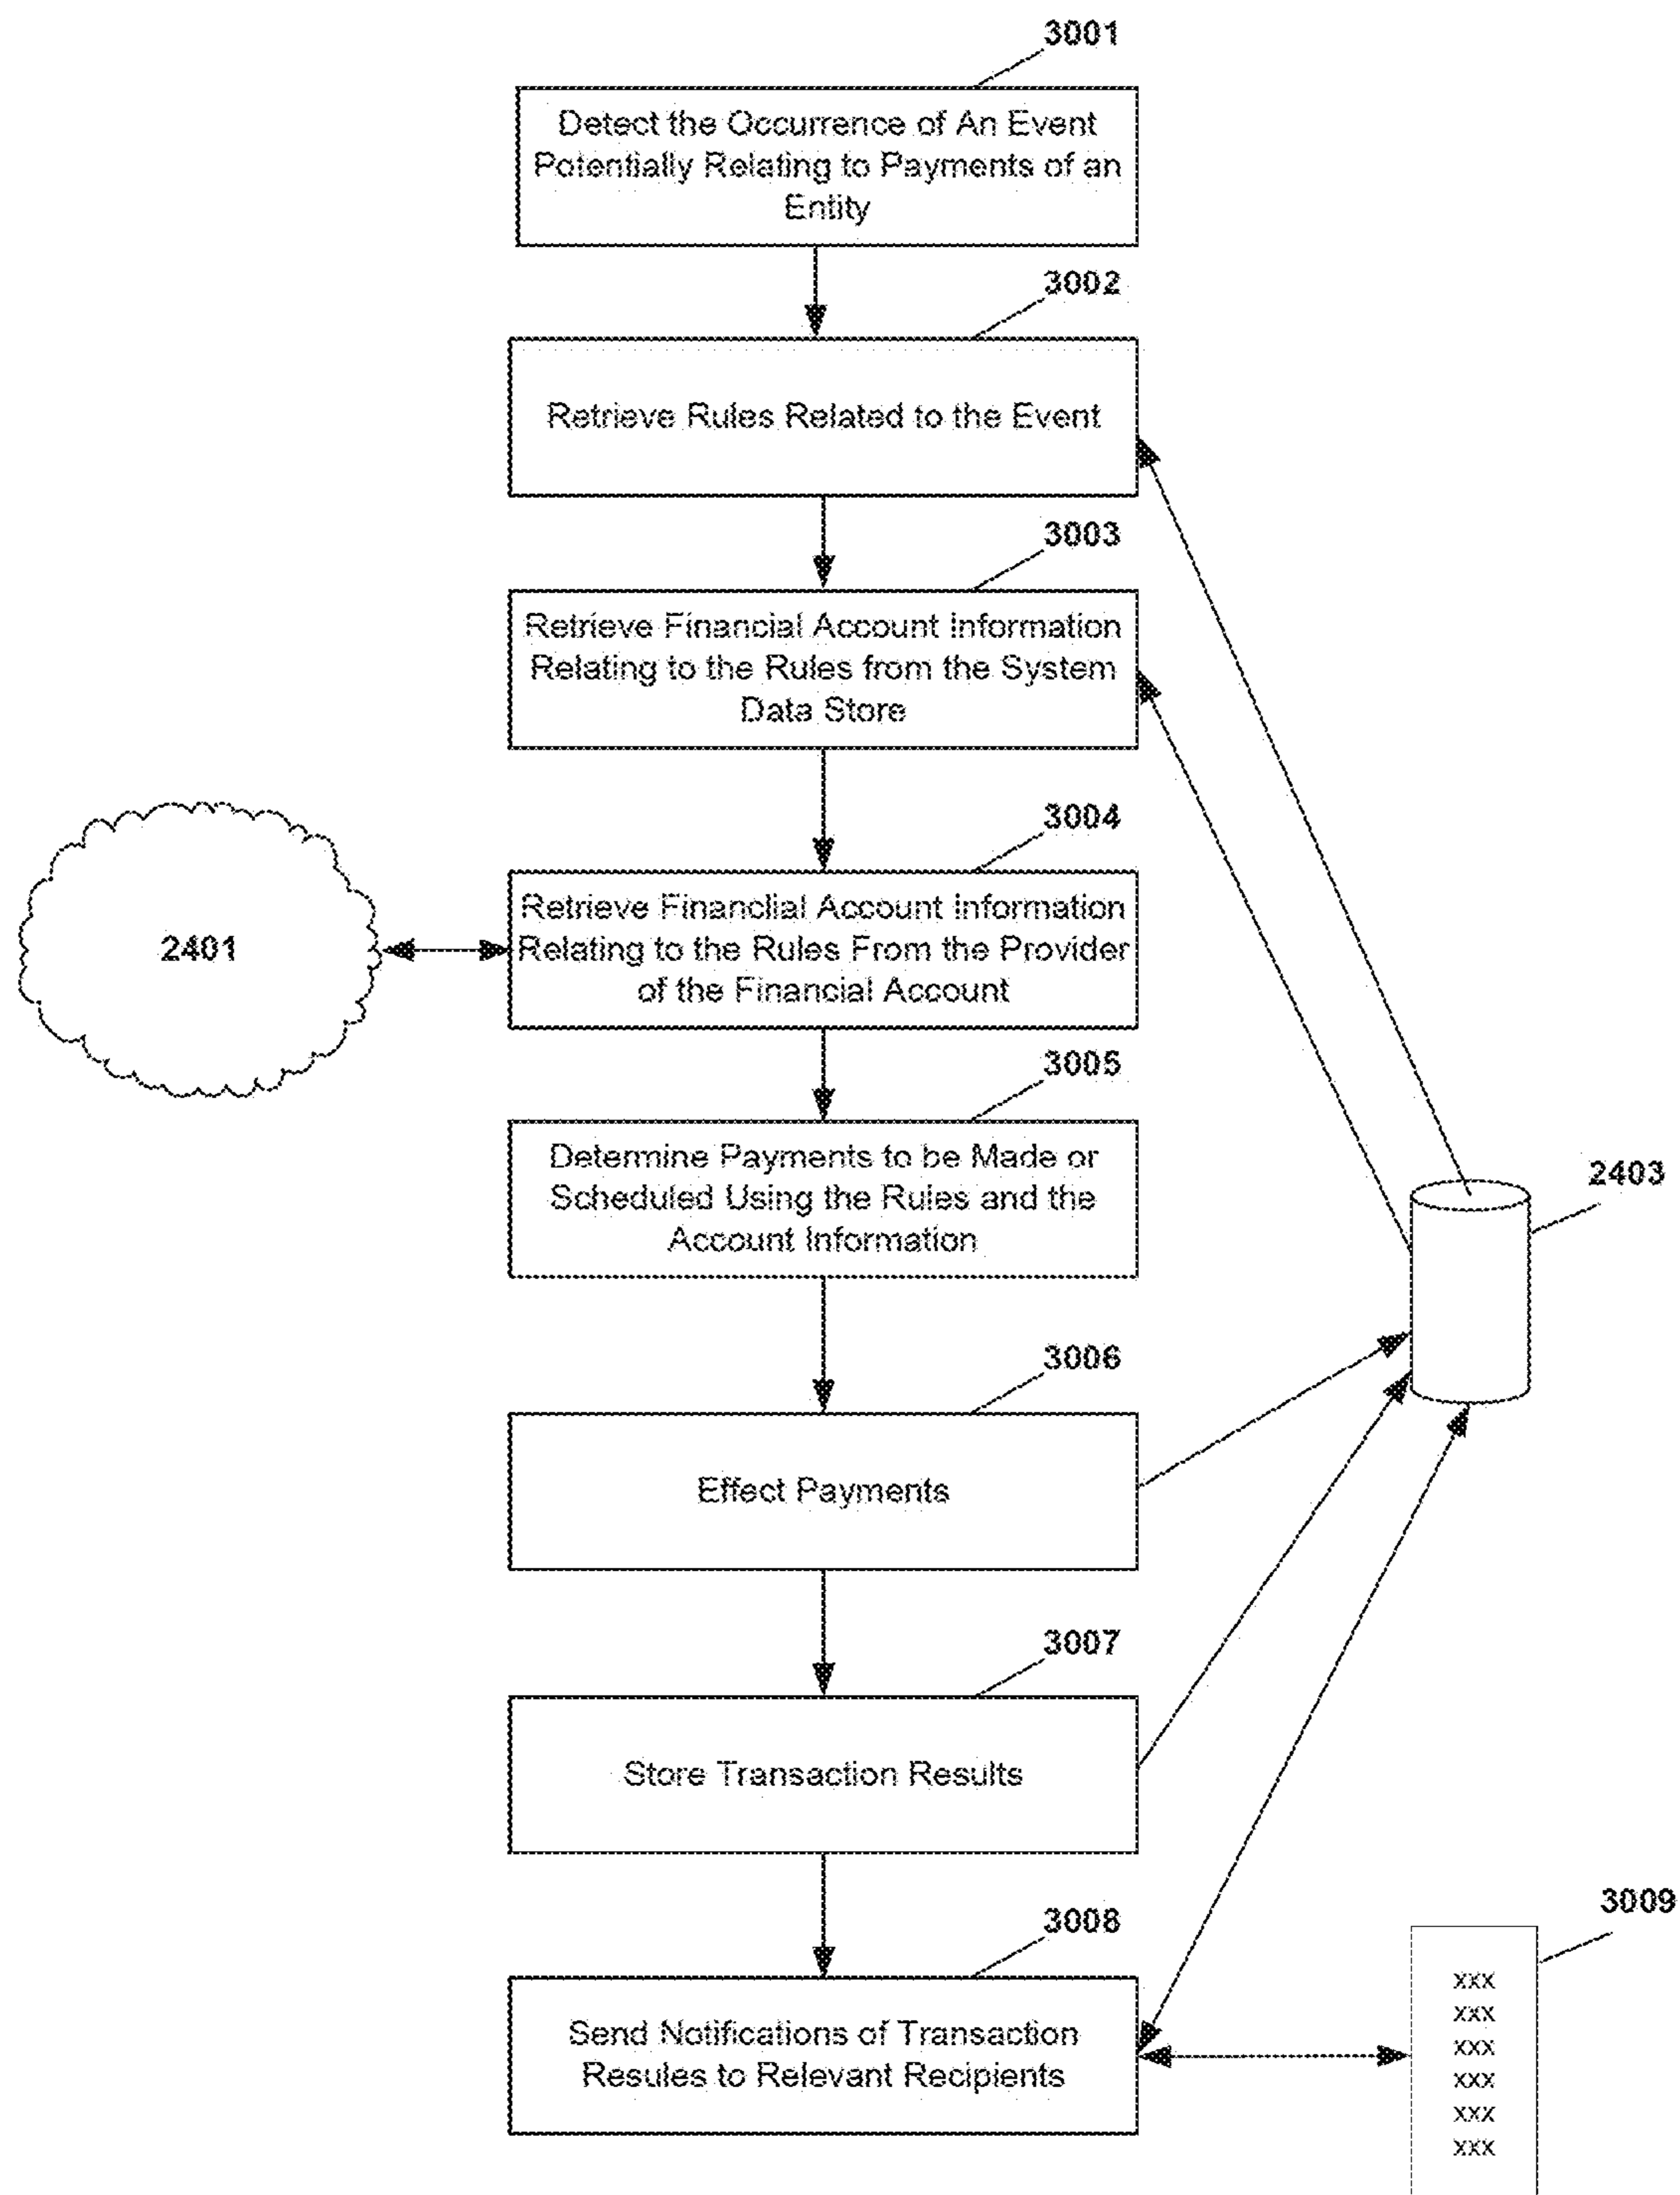 3001
Detect the Occurrence of An Event
Potentially Relating to Payments of an
Entity
3002
Retrieve Rules Related to the Event
3003
Retrieve Financial Account Information
Relating to the Rules from the System
Data Store
3004
Retrieve Financlial Account Information
Relating to the Rules From the Provider
of the Financial Account
2401
3005
Determine Payments to be Made or
Scheduled Using the Rules and the
Account Information
2403
3006
Effect Payments
3007
Store Transaction Results
3008
Send Notifications of Transaction
Resules to Relevant Recipients
3009
xxx
xxx
xxx
xxx
xxx
xxx